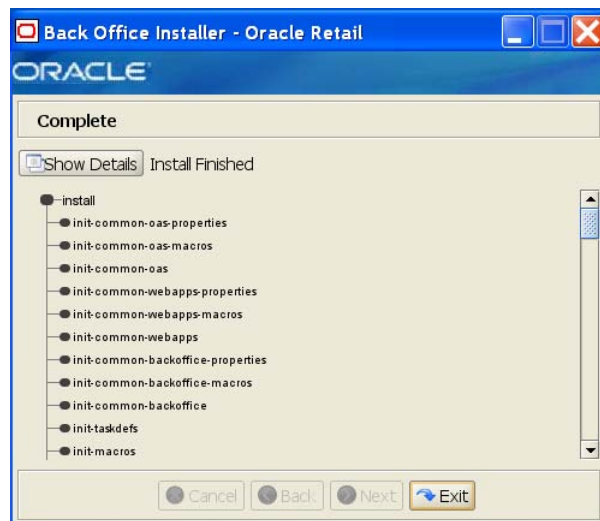 Back Office Installer - Oracle Retail
ORACLE
Complete
Show Details Install Finished
install
init-common-oas-properties
init-common-oas-macros
init-common-oas
init-common-webapps-properties
init-common-webapps-macros
init-common-webapps
init-common-backoffice-properties
init-common-backoffice-macros
init-common-backoffice
init-taskdefs
init-macros
Cancel Back Next Exit